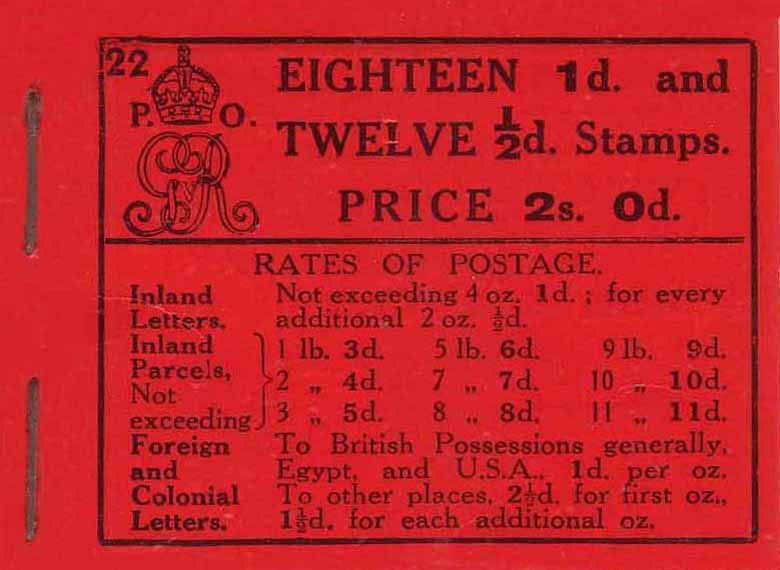 22
P. O.
GvR
EIGHTEEN 1d. and
TWELVE ½d. Stamps.
PRICE 2s. 0d.
RATES OF POSTAGE.
Inland Letters. Not exceeding 4 oz. 1d. ; for every
additional 2 oz. ½d.
Inland Parcels, Not exceeding
1 lb. 3d. 5 lb. 6d. 9 lb. 9d.
2 „ 4d. 7 „ 7d. 10 „ 10d.
3 „ 5d. 8 „ 8d. 11 „ 11d.
Foreign and Colonial Letters.
To British Possessions generally,
Egypt, and U.S.A., 1d. per oz.
To other places, 2½d. for first oz.,
1½d. for each additional oz.